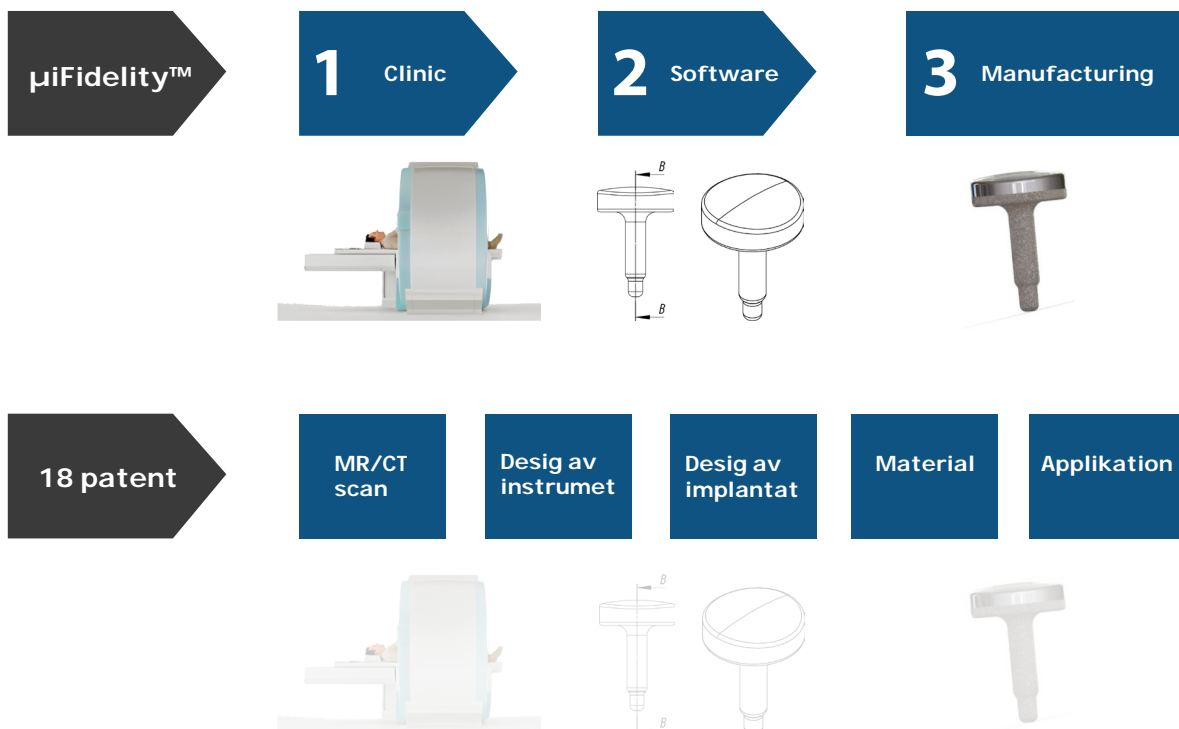 µiFidelity™
1 Clinic
2 Software
3 Manufacturing
B
B
18 patent
MR/CT
scan
Desig av
instrumet
Desig av
implantat
Material
Applikation
B
B